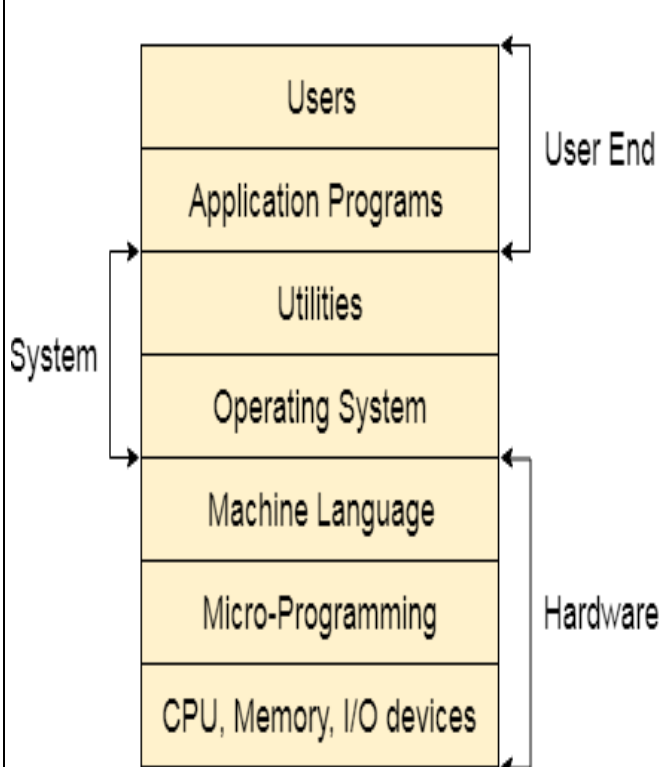 Users
User End
Application Programs
Utilities
System
Operating System
Machine Language
Micro-Programming
Hardware
CPU, Memory, I/O devices